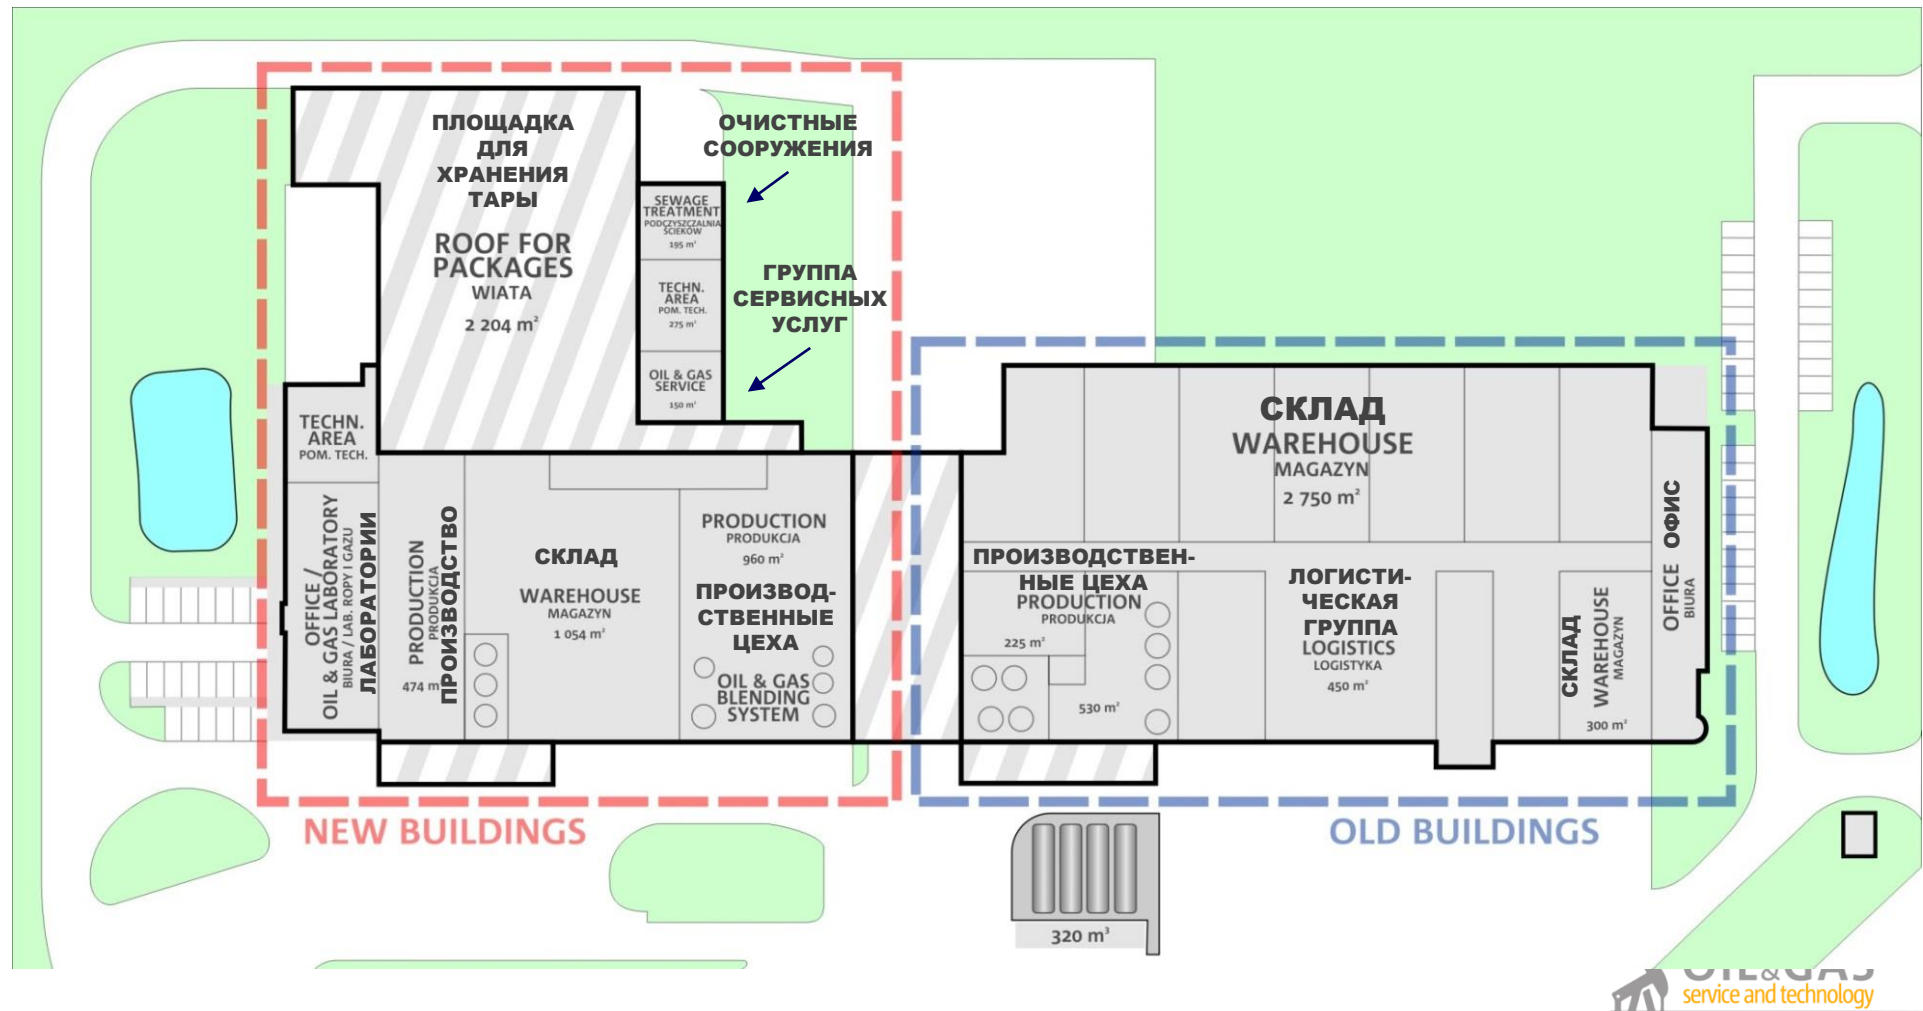 ПЛОЩАДКА
ДЛЯ
ХРАНЕНИЯ
ТАРЫ
ROOF FOR
PACKAGES
WIATA
2 204 m²
ОЧИСТНЫЕ
СООРУЖЕНИЯ
SEWAGE
TREATMENT
PODCZYSZCZALNIA
ŚCIEKÓW
195 m²
ГРУППА
СЕРВИСНЫХ
УСЛУГ
TECHN.
AREA
POM. TECH.
275 m²
OIL & GAS
SERVICE
150 m²
TECHN.
AREA
POM. TECH.
OFFICE /
OIL & GAS LABORATORY
BIURA / LAB. ROPY I GAZU
ЛАБОРАТОРИИ
PRODUCTION
PRODUKCJA
ПРОИЗВОДСТВО
474 m
СКЛАД
WAREHOUSE
MAGAZYN
1 054 m²
PRODUCTION
PRODUKCJA
960 m²
ПРОИЗВОД-
СТВЕННЫЕ
ЦЕХА
OIL & GAS
BLENDING
SYSTEM
NEW BUILDINGS
СКЛАД
WAREHOUSE
MAGAZYN
2 750 m²
ПРОИЗВОДСТВЕН-
НЫЕ ЦЕХА
PRODUCTION
PRODUKCJA
225 m²
530 m²
ЛОГИСТИ-
ЧЕСКАЯ
ГРУППА
LOGISTICS
LOGISTYKA
450 m²
СКЛАД
WAREHOUSE
MAGAZYN
300 m²
ОФИС
OFFICE
BIURA
OLD BUILDINGS
320 m³
OIL&GAS
service and technology